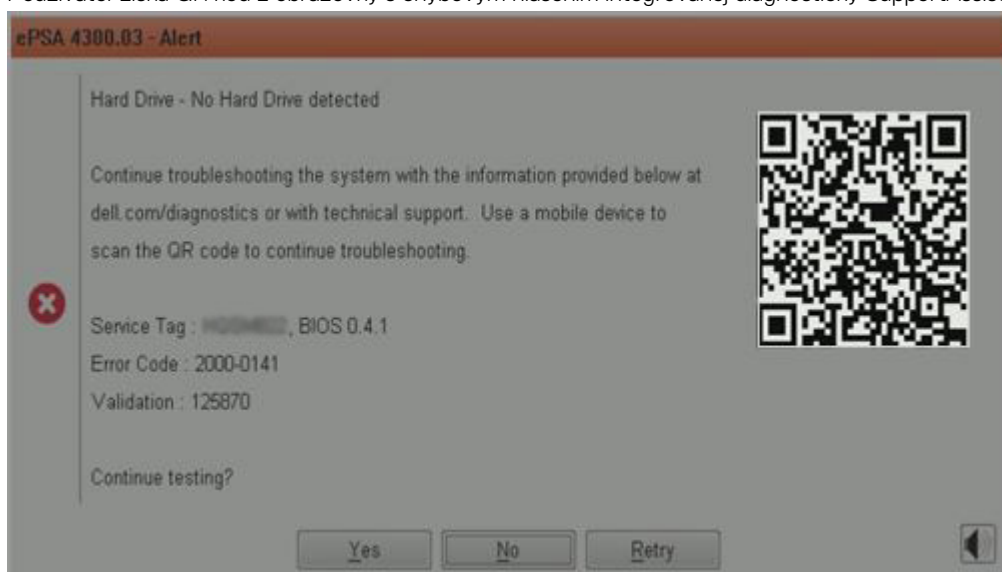 ePSA 4300.03 - Alert
Hard Drive - No Hard Drive detected
Continue troubleshooting the system with the information provided below at
dell.com/diagnostics or with technical support. Use a mobile device to
scan the QR code to continue troubleshooting.
Service Tag : , BIOS 0.4.1
Error Code : 2000-0141
Validation : 125870
Continue testing?
Yes No Retry